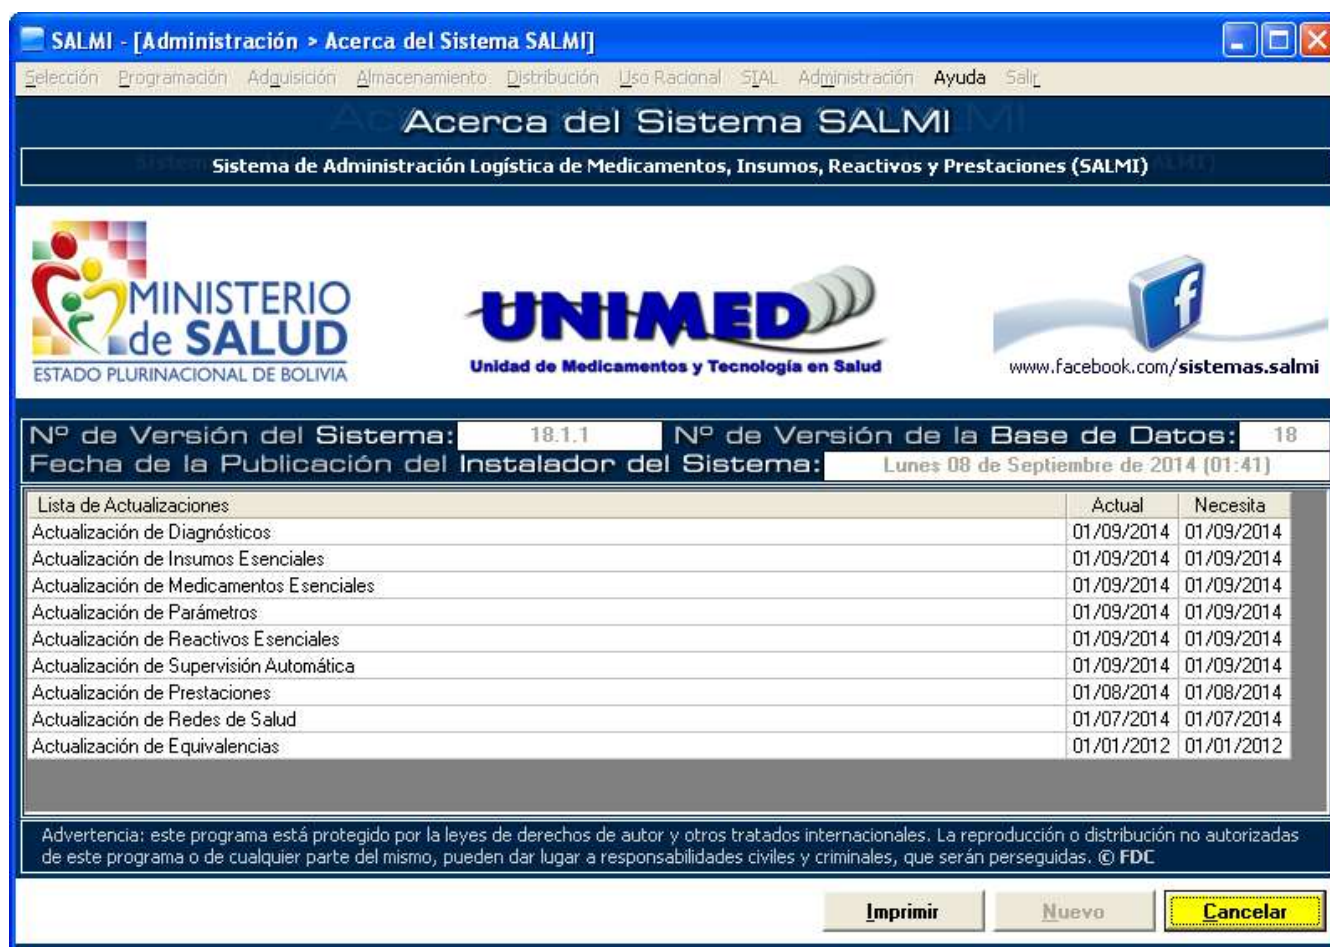 SALMI - [Administración > Acerca del Sistema SALMI]
Selección Programación Adquisición Almacenamiento Distribución Uso Racional SIAL Administración Ayuda Salir
Acerca del Sistema SALMI
Sistema de Administración Logística de Medicamentos, Insumos, Reactivos y Prestaciones (SALMI)
MINISTERIO
de SALUD
ESTADO PLURINACIONAL DE BOLIVIA
UNIMED
Unidad de Medicamentos y Tecnología en Salud
f
www.facebook.com/sistemas.salmi
Nº de Versión del Sistema: 18.1.1 Nº de Versión de la Base de Datos: 18
Fecha de la Publicación del Instalador del Sistema: Lunes 08 de Septiembre de 2014 (01:41)
Lista de Actualizaciones Actual Necesita
Actualización de Diagnósticos 01/09/2014 01/09/2014
Actualización de Insumos Esenciales 01/09/2014 01/09/2014
Actualización de Medicamentos Esenciales 01/09/2014 01/09/2014
Actualización de Parámetros 01/09/2014 01/09/2014
Actualización de Reactivos Esenciales 01/09/2014 01/09/2014
Actualización de Supervisión Automática 01/09/2014 01/09/2014
Actualización de Prestaciones 01/08/2014 01/08/2014
Actualización de Redes de Salud 01/07/2014 01/07/2014
Actualización de Equivalencias 01/01/2012 01/01/2012
Advertencia: este programa está protegido por la leyes de derechos de autor y otros tratados internacionales. La reproducción o distribución no autorizadas
de este programa o de cualquier parte del mismo, pueden dar lugar a responsabilidades civiles y criminales, que serán perseguidas. © FDC
Imprimir Nuevo Cancelar